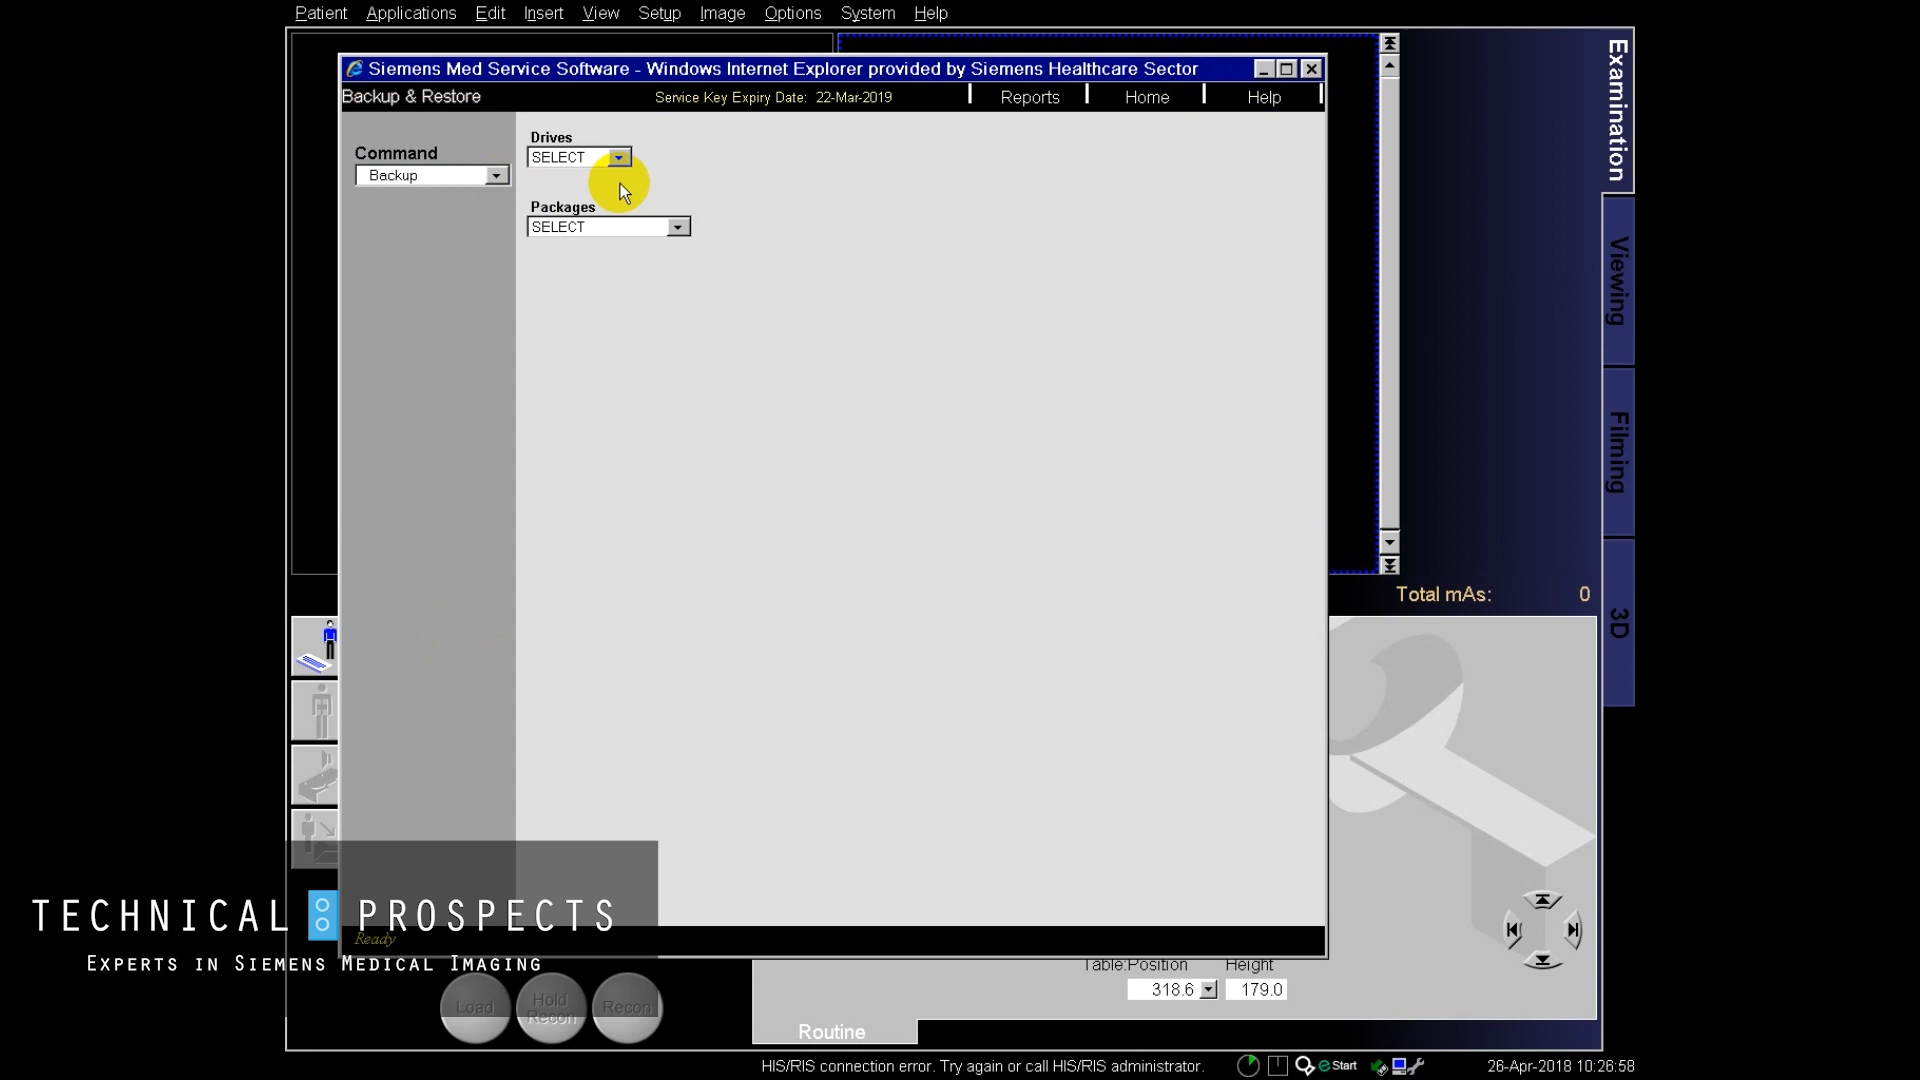 Patient Applications Edit Insert View Setup Image Options System Help
Siemens Med Service Software - Windows Internet Explorer provided by Siemens Healthcare Sector
Backup & Restore
Service Key Expiry Date: 22-Mar-2019
Reports
Home
Help
Command
Backup
Drives
SELECT
Packages
SELECT
Examination
Viewing
Filming
3D
Total mAs: 0
TECHNICAL PROSPECTS
EXPERTS IN SIEMENS MEDICAL IMAGING
Ready
Table:Position Height
318.6 179.0
Load
Hold
Recon
Recon
Routine
HIS/RIS connection error. Try again or call HIS/RIS administrator.
Start
26-Apr-2018 10:26:58